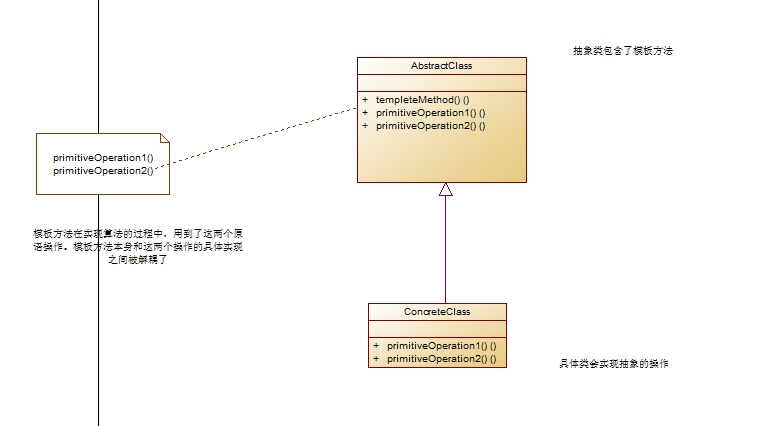 抽象类包含了模板方法
AbstractClass
+ templeteMethod() ()
+ primitiveOperation1() ()
+ primitiveOperation2() ()
primitiveOperation1()
primitiveOperation2()
模板方法在实现算法的过程中，用到了这两个原
语操作。模板方法本身和这两个操作的具体实现
之间被解耦了
ConcreteClass
+ primitiveOperation1() ()
+ primitiveOperation2() ()
具体类会实现抽象的操作